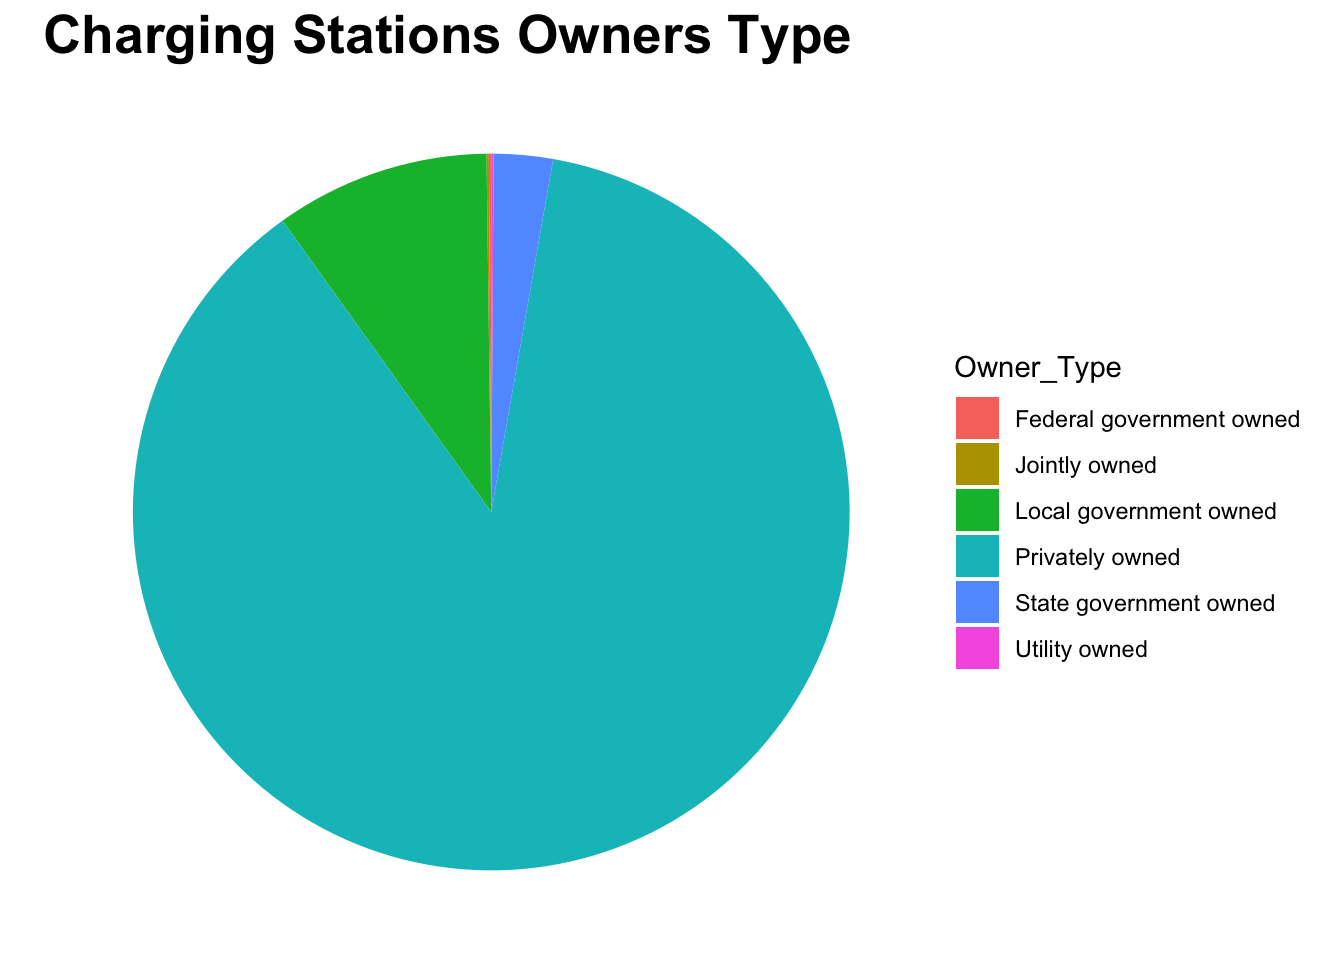 Charging Stations Owners Type
Owner_Type
Federal government owned
Jointly owned
Local government owned
Privately owned
State government owned
Utility owned